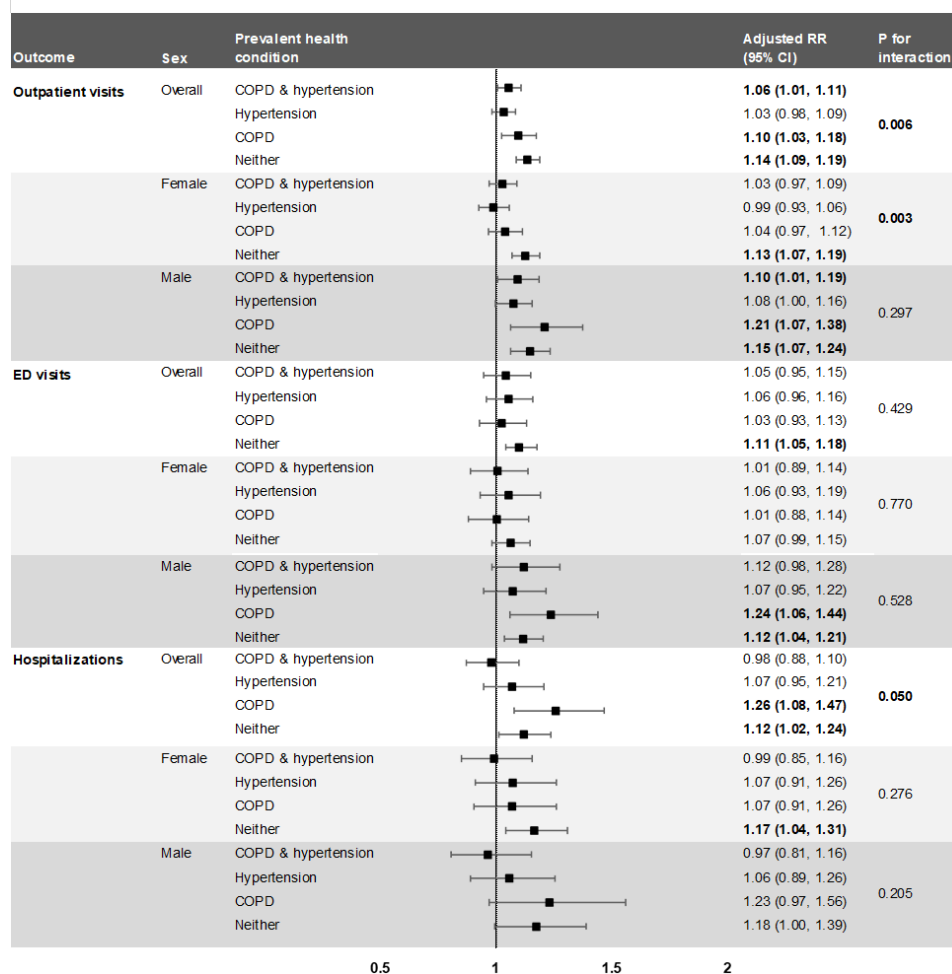 Outcome Sex Prevalent health condition Adjusted RR (95% CI) P for interaction
Outpatient visits Overall COPD & hypertension 1.06 (1.01, 1.11)
Hypertension 1.03 (0.98, 1.09)
0.006
COPD 1.10 (1.03, 1.18)
Neither 1.14 (1.09, 1.19)
Female COPD & hypertension 1.03 (0.97, 1.09)
Hypertension 0.99 (0.93, 1.06)
0.003
COPD 1.04 (0.97, 1.12)
Neither 1.13 (1.07, 1.19)
Male COPD & hypertension 1.10 (1.01, 1.19)
Hypertension 1.08 (1.00, 1.16)
0.297
COPD 1.21 (1.07, 1.38)
Neither 1.15 (1.07, 1.24)
ED visits Overall COPD & hypertension 1.05 (0.95, 1.15)
Hypertension 1.06 (0.96, 1.16)
0.429
COPD 1.03 (0.93, 1.13)
Neither 1.11 (1.05, 1.18)
Female COPD & hypertension 1.01 (0.89, 1.14)
Hypertension 1.06 (0.93, 1.19)
0.770
COPD 1.01 (0.88, 1.14)
Neither 1.07 (0.99, 1.15)
Male COPD & hypertension 1.12 (0.98, 1.28)
Hypertension 1.07 (0.95, 1.22)
0.528
COPD 1.24 (1.06, 1.44)
Neither 1.12 (1.04, 1.21)
Hospitalizations Overall COPD & hypertension 0.98 (0.88, 1.10)
Hypertension 1.07 (0.95, 1.21)
0.050
COPD 1.26 (1.08, 1.47)
Neither 1.12 (1.02, 1.24)
Female COPD & hypertension 0.99 (0.85, 1.16)
Hypertension 1.07 (0.91, 1.26)
0.276
COPD 1.07 (0.91, 1.26)
Neither 1.17 (1.04, 1.31)
Male COPD & hypertension 0.97 (0.81, 1.16)
Hypertension 1.06 (0.89, 1.26)
0.205
COPD 1.23 (0.97, 1.56)
Neither 1.18 (1.00, 1.39)
0.5 1 1.5 2